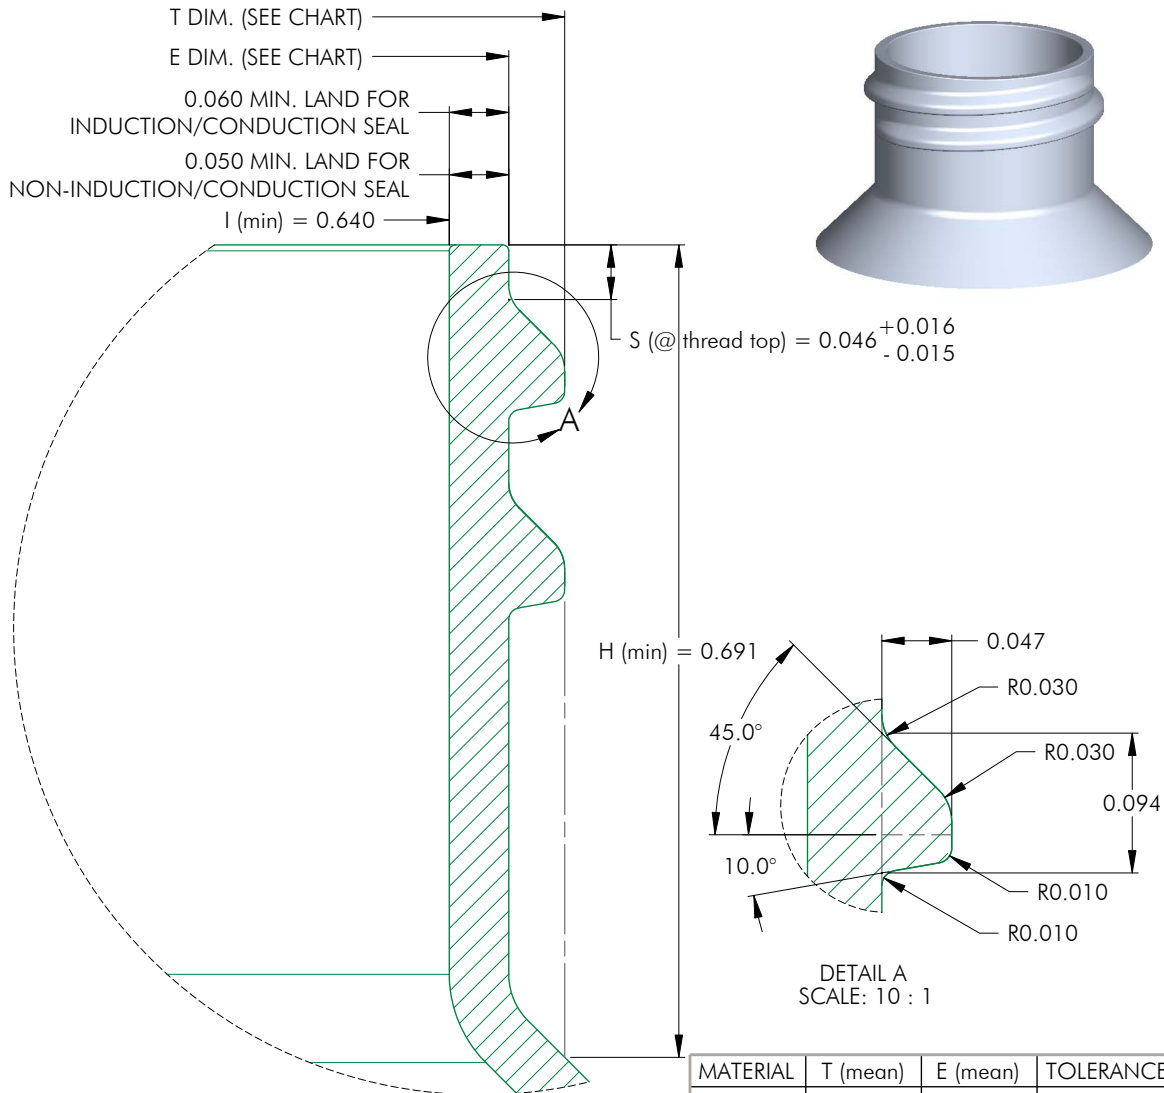 T DIM. (SEE CHART)
E DIM. (SEE CHART)
0.060 MIN. LAND FOR
INDUCTION/CONDUCTION SEAL
0.050 MIN. LAND FOR
NON-INDUCTION/CONDUCTION SEAL
I (min) = 0.640
S (@ thread top) = 0.046 +0.016
- 0.015
A
H (min) = 0.691
0.047
R0.030
45.0°
R0.030
0.094
10.0°
R0.010
R0.010
DETAIL A
SCALE: 10 : 1
MATERIAL T (mean) E (mean) TOLERANCE